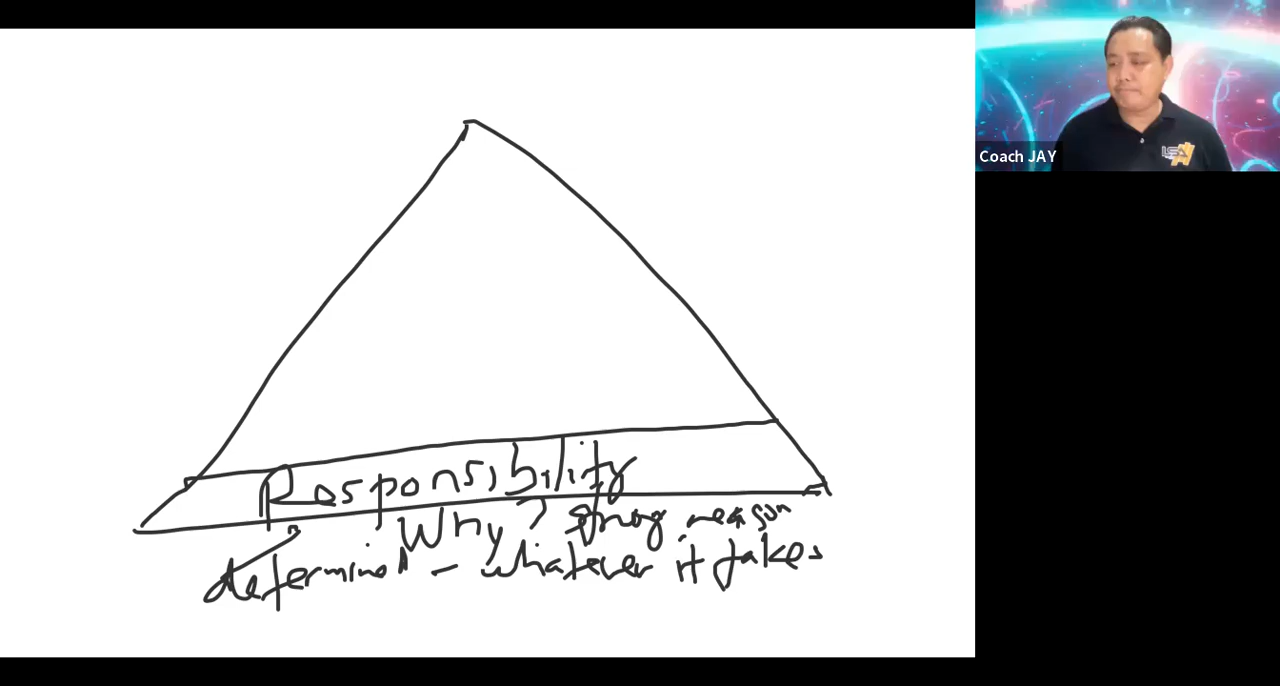 Coach JAY
Responsibility
Why? strong reason
determined - whatever it takes